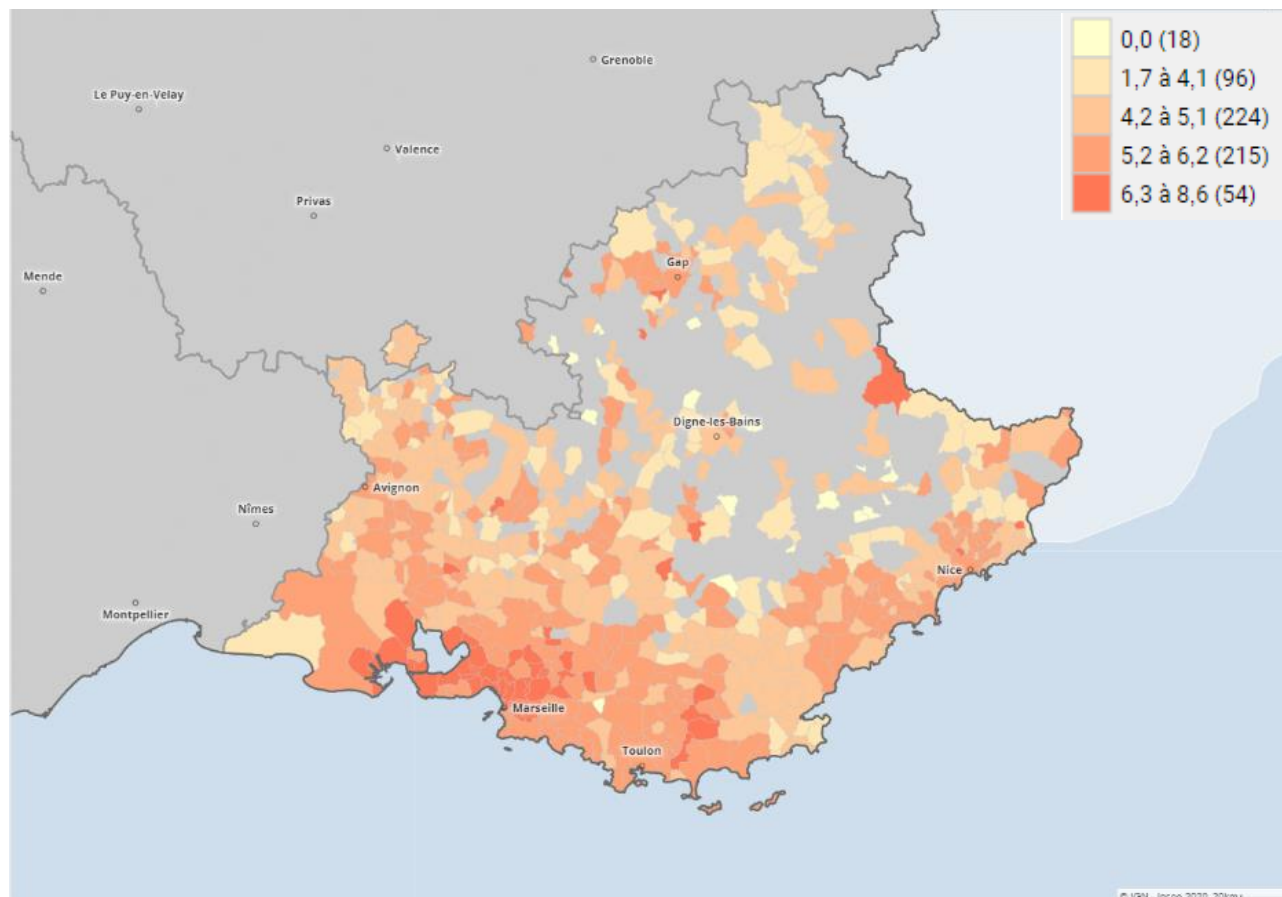 0,0 (18)
1,7 à 4,1 (96)
4,2 à 5,1 (224)
5,2 à 6,2 (215)
6,3 à 8,6 (54)
Grenoble
Le Puy-en-Velay
Valence
Privas
Mende
Gap
Digne-les-Bains
Avignon
Nîmes
Nice
Montpellier
Marseille
Toulon